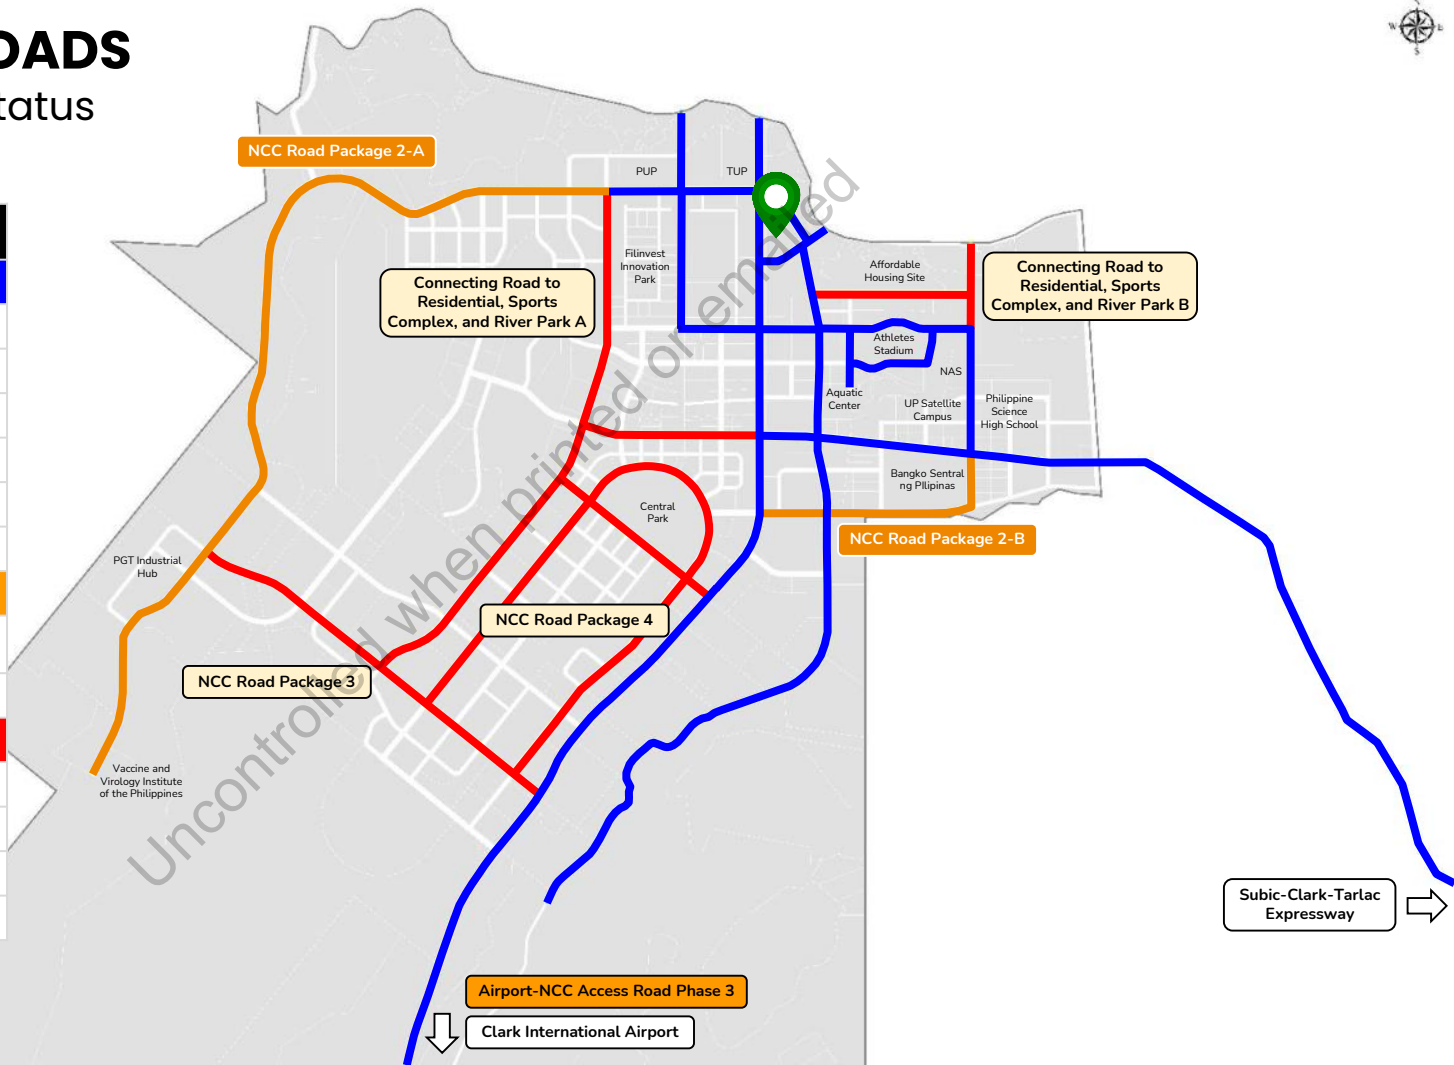 OADS
tatus
W
E
S
NCC Road Package 2-A
PUP
TUP
Filinvest
Innovation
Park
Affordable
Housing Site
Connecting Road to
Residential, Sports
Complex, and River Park A
Connecting Road to
Residential, Sports
Complex, and River Park B
Athletes
Stadium
NAS
Aquatic
Center
UP Satellite
Campus
Philippine
Science
High School
Bangko Sentral
ng PIlipinas
Central
Park
NCC Road Package 2-B
PGT Industrial
Hub
NCC Road Package 4
NCC Road Package 3
Vaccine and
Virology Institute
of the Philippines
Subic-Clark-Tarlac
Expressway
Airport-NCC Access Road Phase 3
Clark International Airport
Uncontrolled when printed or emailed